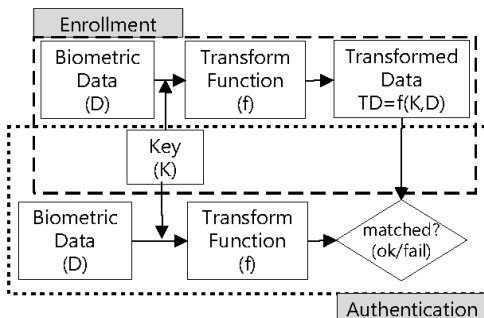 Enrollment
Biometric
Data
(D)
Transform
Function
(f)
Transformed
Data
TD=f(K,D)
Key
(K)
Biometric
Data
(D)
Transform
Function
(f)
matched?
(ok/fail)
Authentication